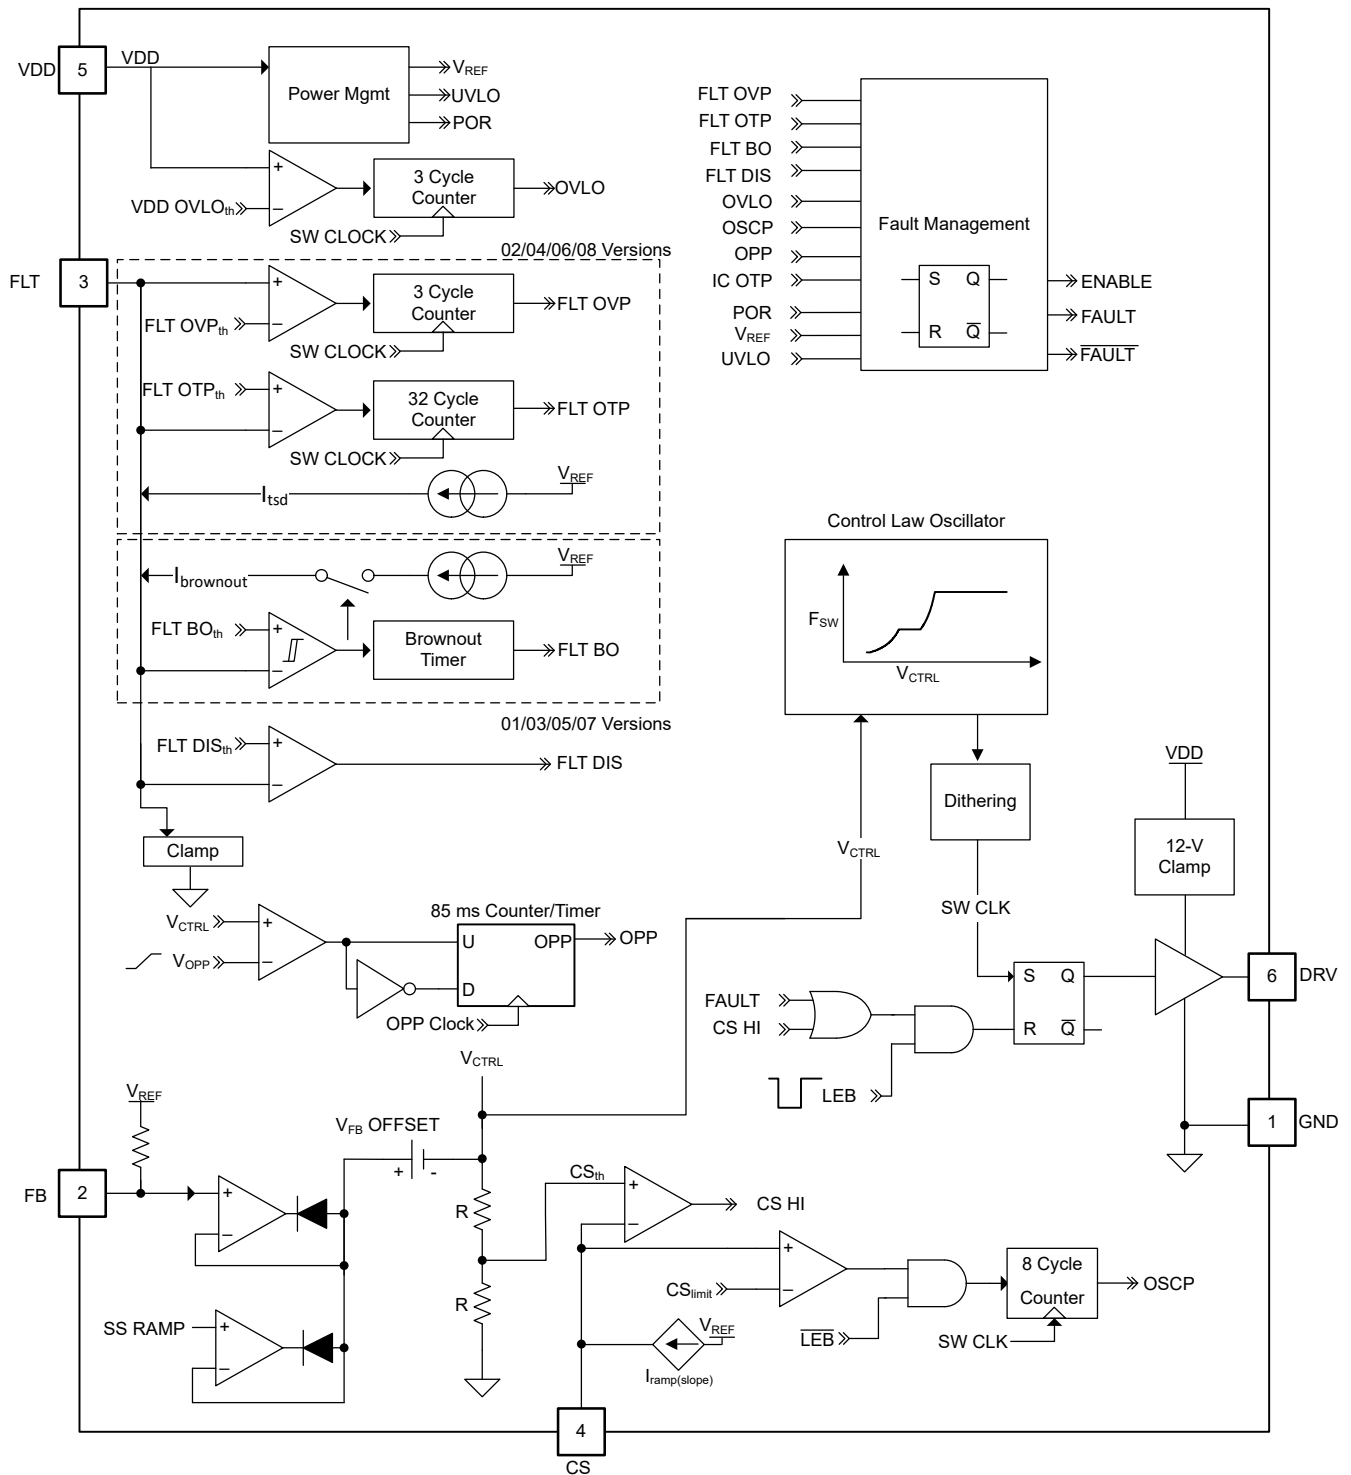 VDD
5
VDD
Power Mgmt
VREF
UVLO
POR
+
−
VDD OVLOth
3 Cycle
Counter
OVLO
SW CLOCK
02/04/06/08 Versions
FLT
3
+
−
FLT OVPth
3 Cycle
Counter
FLT OVP
SW CLOCK
FLT OTPth
+
−
32 Cycle
Counter
FLT OTP
SW CLOCK
Itsd
VREF
Ibrownout
VREF
FLT BOth
+
−
Brownout
Timer
FLT BO
01/03/05/07 Versions
FLT DISth
+
−
FLT DIS
Clamp
FLT OVP
FLT OTP
FLT BO
FLT DIS
OVLO
OSCP
OPP
IC OTP
POR
VREF
UVLO
Fault Management
S Q
R Q
ENABLE
FAULT
FAULT
Control Law Oscillator
FSW
VCTRL
Dithering
VCTRL
SW CLK
VDD
12-V
Clamp
VCTRL
VOPP
+
−
85 ms Counter/Timer
U OPP
D
OPP
OPP Clock
FAULT
CS HI
LEB
S Q
R Q
6
DRV
1
GND
VREF
FB
2
+
−
SS RAMP
+
−
VFB OFFSET
+ -
VCTRL
R
R
CSth
+
−
CS HI
CSlimit
+
−
LEB
8 Cycle
Counter
OSCP
SW CLK
VREF
Iramp(slope)
4
CS